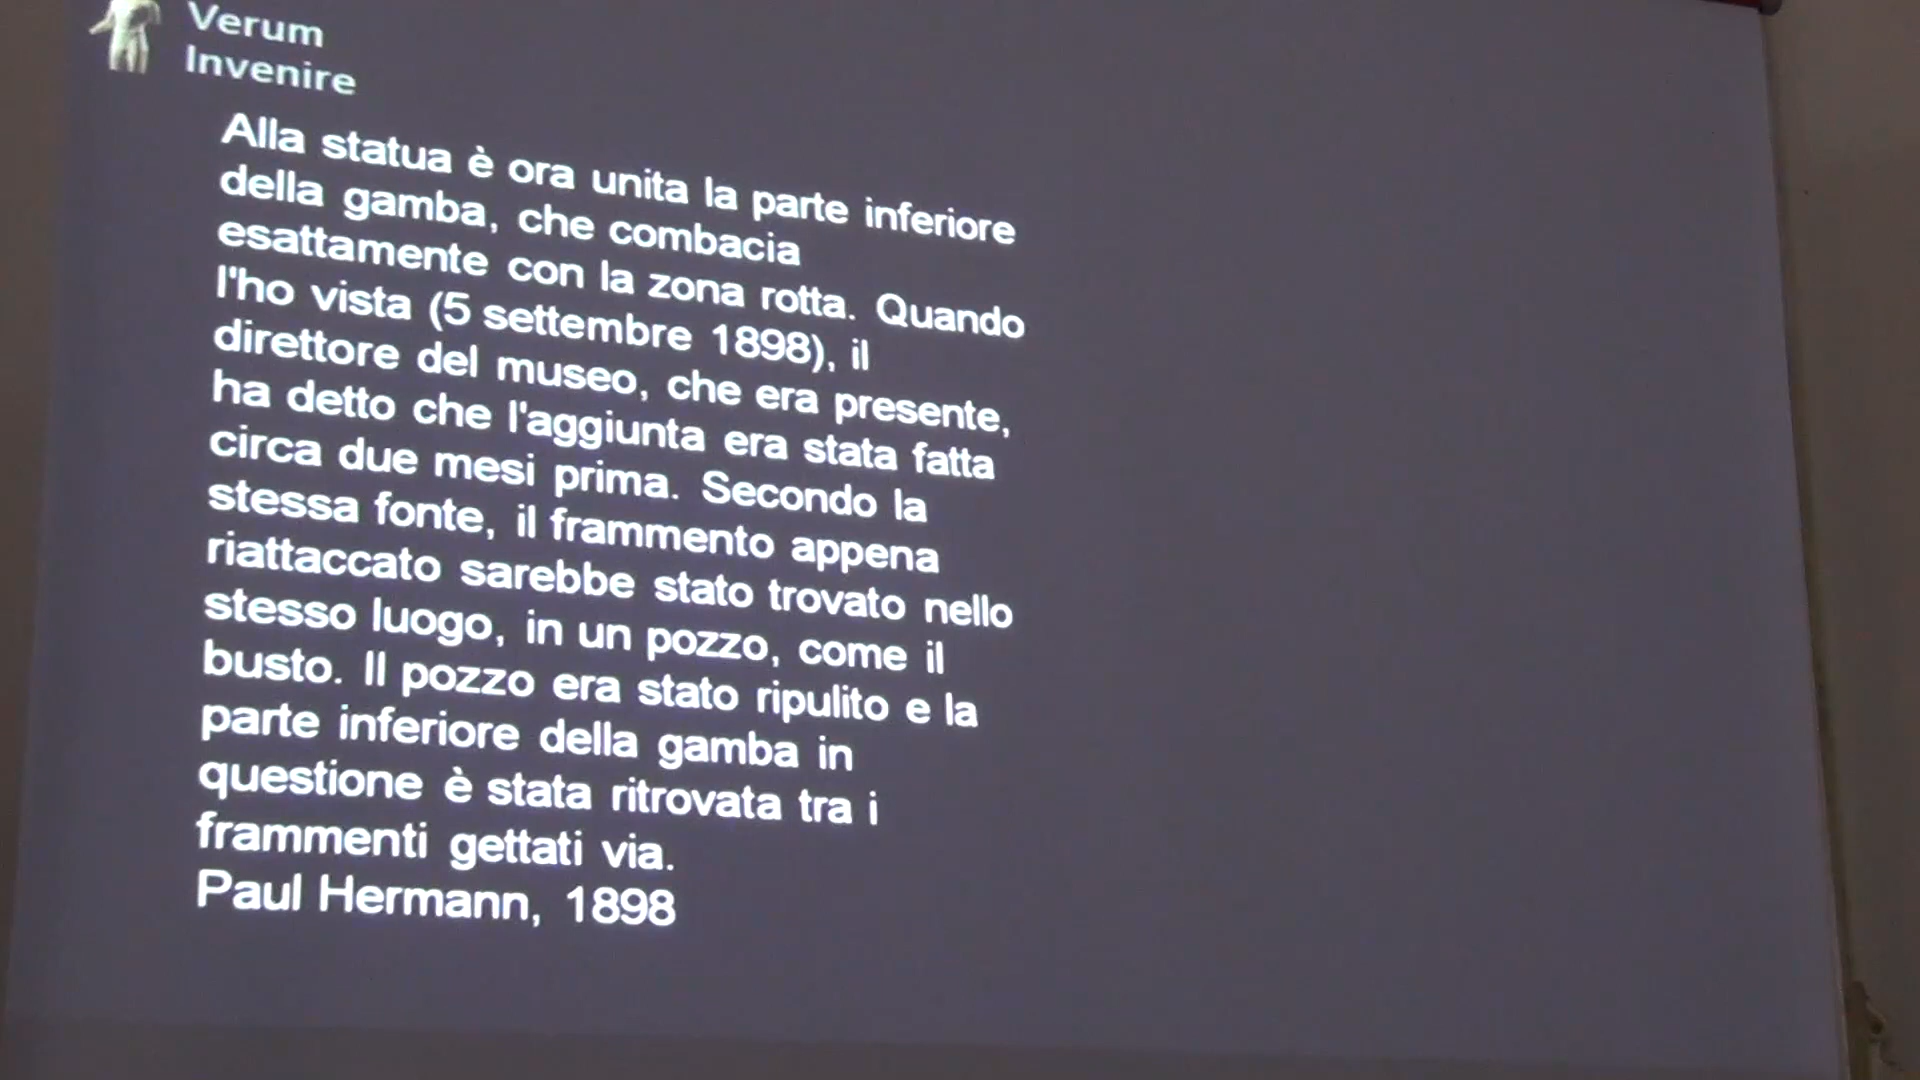 Verum
Invenire
Alla statua è ora unita la parte inferiore
della gamba, che combacia
esattamente con la zona rotta. Quando
l'ho vista (5 settembre 1898), il
direttore del museo, che era presente,
ha detto che l'aggiunta era stata fatta
circa due mesi prima. Secondo la
stessa fonte, il frammento appena
riattaccato sarebbe stato trovato nello
stesso luogo, in un pozzo, come il
busto. Il pozzo era stato ripulito e la
parte inferiore della gamba in
questione è stata ritrovata tra i
frammenti gettati via.
Paul Hermann, 1898